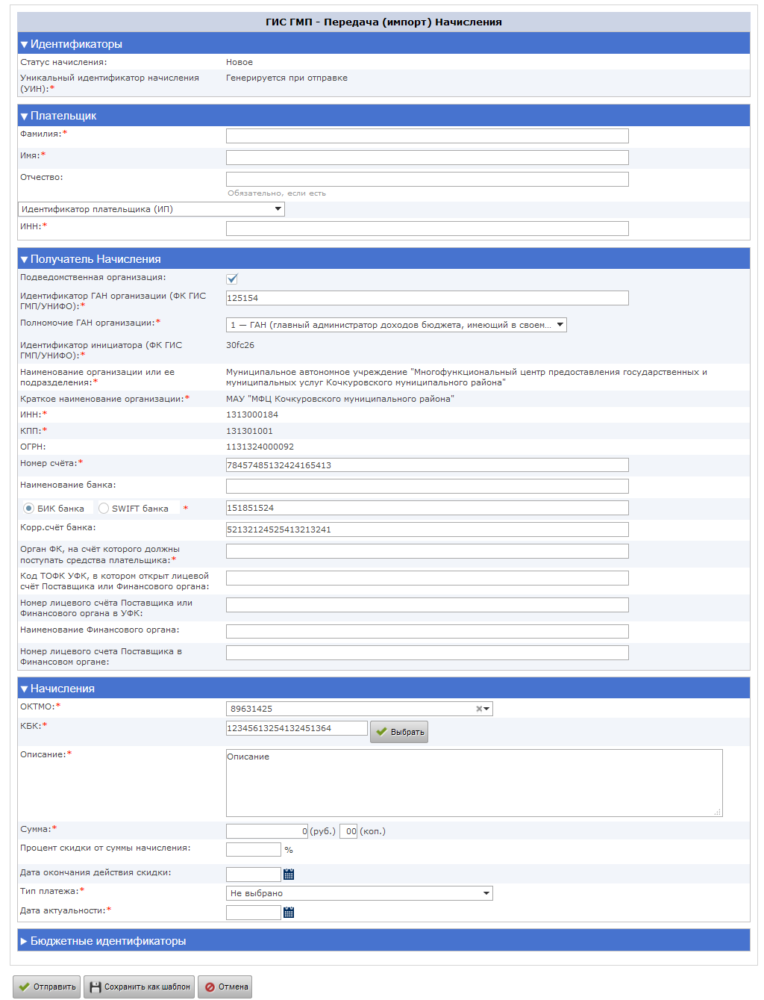 ГИС ГМП - Передача (импорт) Начисления
Идентификаторы
Статус начисления: Новое
Уникальный идентификатор начисления Генерируется при отправке
(УИН):*
Плательщик
Фамилия:*
Имя:*
Отчество:
Обязательно, если есть
Идентификатор плательщика (ИП)
ИНН:*
Получатель Начисления
Подведомственная организация:
Идентификатор ГАН организации (ФК ГИС
ГМП/УНИФО):* 125154
Полномочие ГАН организации:* 1 — ГАН (главный администратор доходов бюджета, имеющий в своем...
Идентификатор инициатора (ФК ГИС 30fc26
ГМП/УНИФО):*
Наименование организации или ее Муниципальное автономное учреждение "Многофункциональный центр предоставления государственных и
подразделения:* муниципальных услуг Кочкуровского муниципального района"
Краткое наименование организации:* МАУ "МФЦ Кочкуровского муниципального района"
ИНН:* 1313000184
КПП:* 131301001
ОГРН: 1131324000092
Номер счёта:* 78457485132424165413
Наименование банка:
БИК банка SWIFT банка * 151851524
Корр.счёт банка: 52132124525413213241
Орган ФК, на счёт которого должны
поступать средства плательщика:*
Код ТОФК УФК, в котором открыт лицевой
счёт Поставщика или Финансового органа:
Номер лицевого счёта Поставщика или
Финансового органа в УФК:
Наименование Финансового органа:
Номер лицевого счета Поставщика в
Финансовом органе:
Начисления
ОКТМО:* 89631425
КБК:* 12345613254132451364 Выбрать
Описание:* Описание
Сумма:* 0 (руб.) 00 (коп.)
Процент скидки от суммы начисления: %
Дата окончания действия скидки:
Тип платежа:* Не выбрано
Дата актуальности:*
Бюджетные идентификаторы
Отправить Сохранить как шаблон Отмена